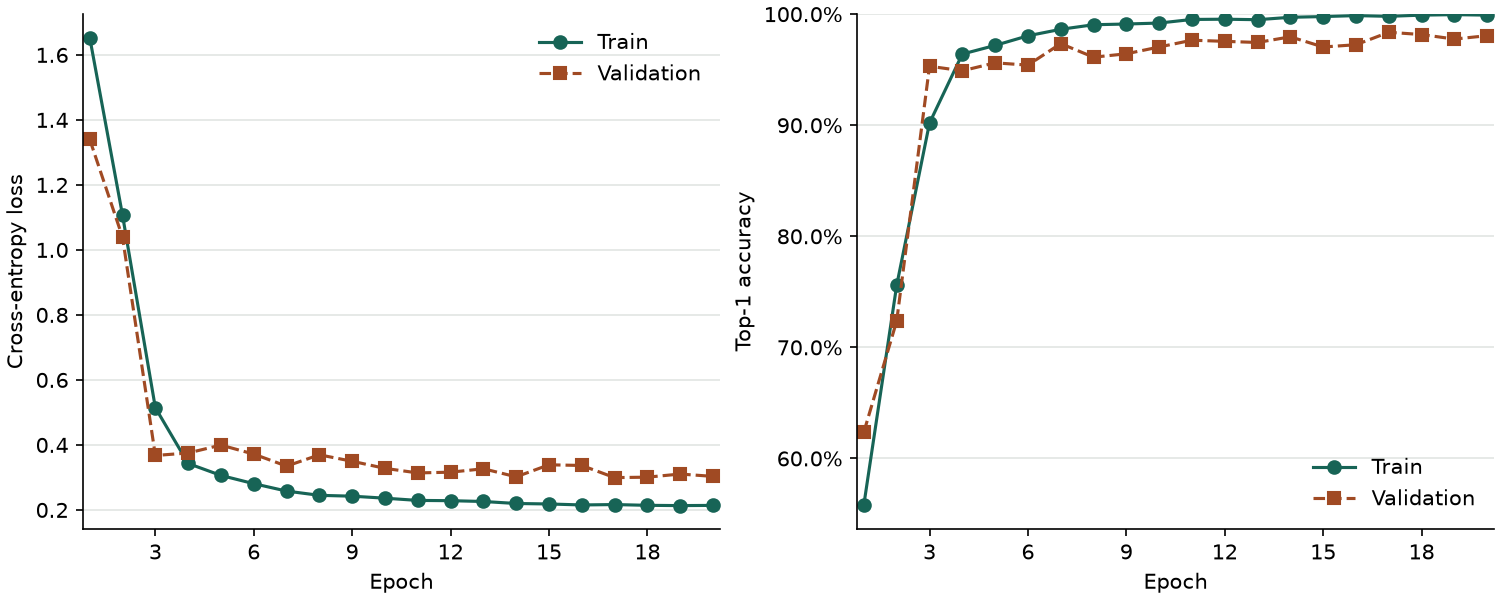 Cross-entropy loss
1.6
1.4
1.2
1.0
0.8
0.6
0.4
0.2
3 6 9 12 15 18
Epoch
Train
Validation
Top-1 accuracy
100.0%
90.0%
80.0%
70.0%
60.0%
3 6 9 12 15 18
Epoch
Train
Validation